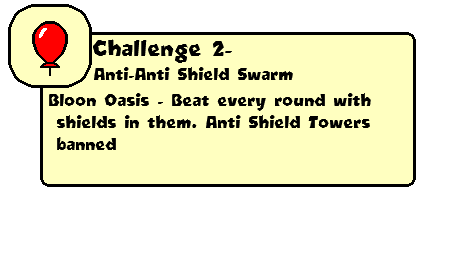 Challenge 2-
Anti-Anti Shield Swarm
Bloon Oasis - Beat every round with
shields in them. Anti Shield Towers
banned